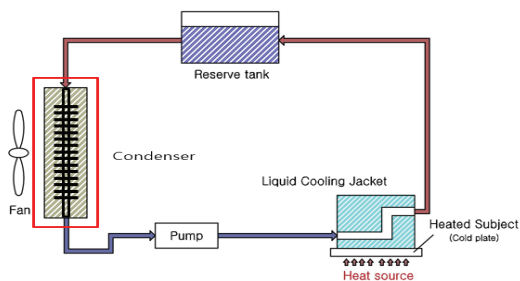 Reserve tank
Condenser
Liquid Cooling Jacket
Fan
Pump
Heated Subject
(Cold plate)
Heat source